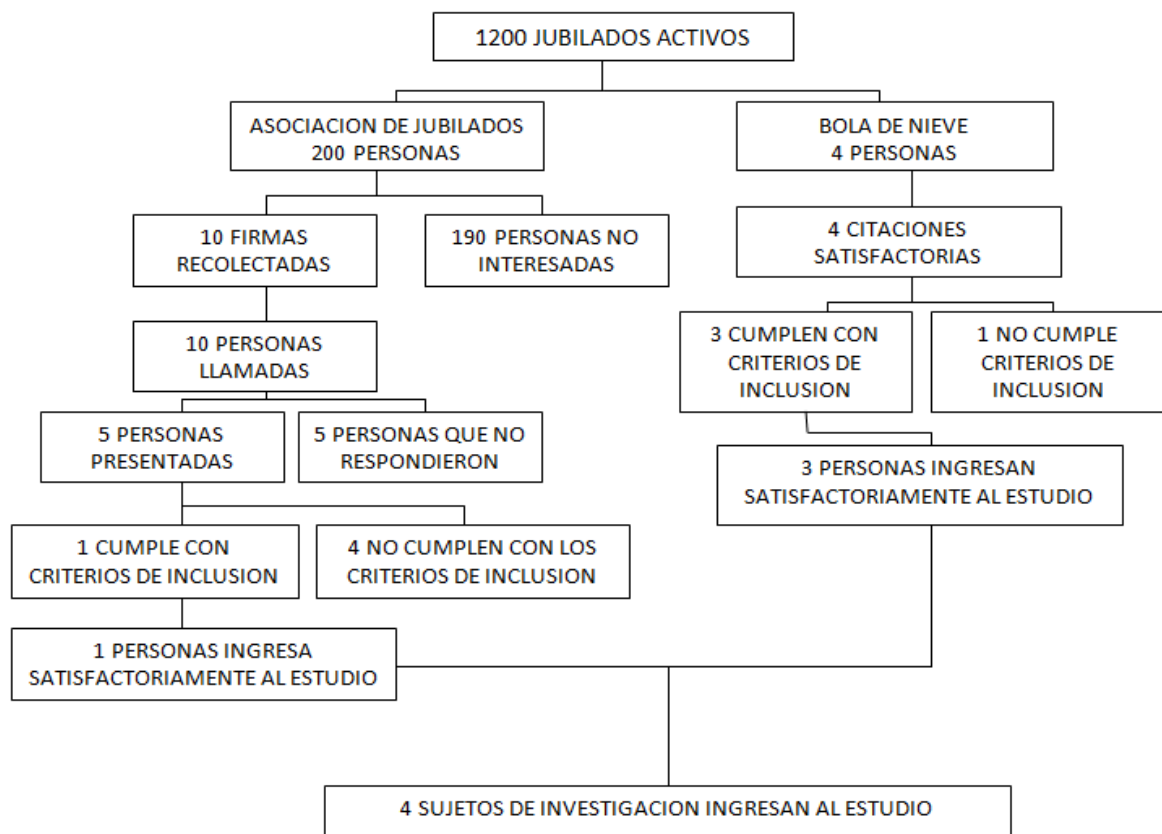 1200 JUBILADOS ACTIVOS
ASOCIACION DE JUBILADOS
200 PERSONAS
BOLA DE NIEVE
4 PERSONAS
10 FIRMAS
RECOLECTADAS
190 PERSONAS NO
INTERESADAS
4 CITACIONES
SATISFACTORIAS
10 PERSONAS
LLAMADAS
3 CUMPLEN CON
CRITERIOS DE
INCLUSION
1 NO CUMPLE
CRITERIOS DE
INCLUSION
5 PERSONAS
PRESENTADAS
5 PERSONAS QUE NO
RESPONDIERON
3 PERSONAS INGRESAN
SATISFACTORIAMENTE AL ESTUDIO
1 CUMPLE CON
CRITERIOS DE INCLUSION
4 NO CUMPLEN CON LOS
CRITERIOS DE INCLUSION
1 PERSONAS INGRESA
SATISFACTORIAMENTE AL ESTUDIO
4 SUJETOS DE INVESTIGACION INGRESAN AL ESTUDIO